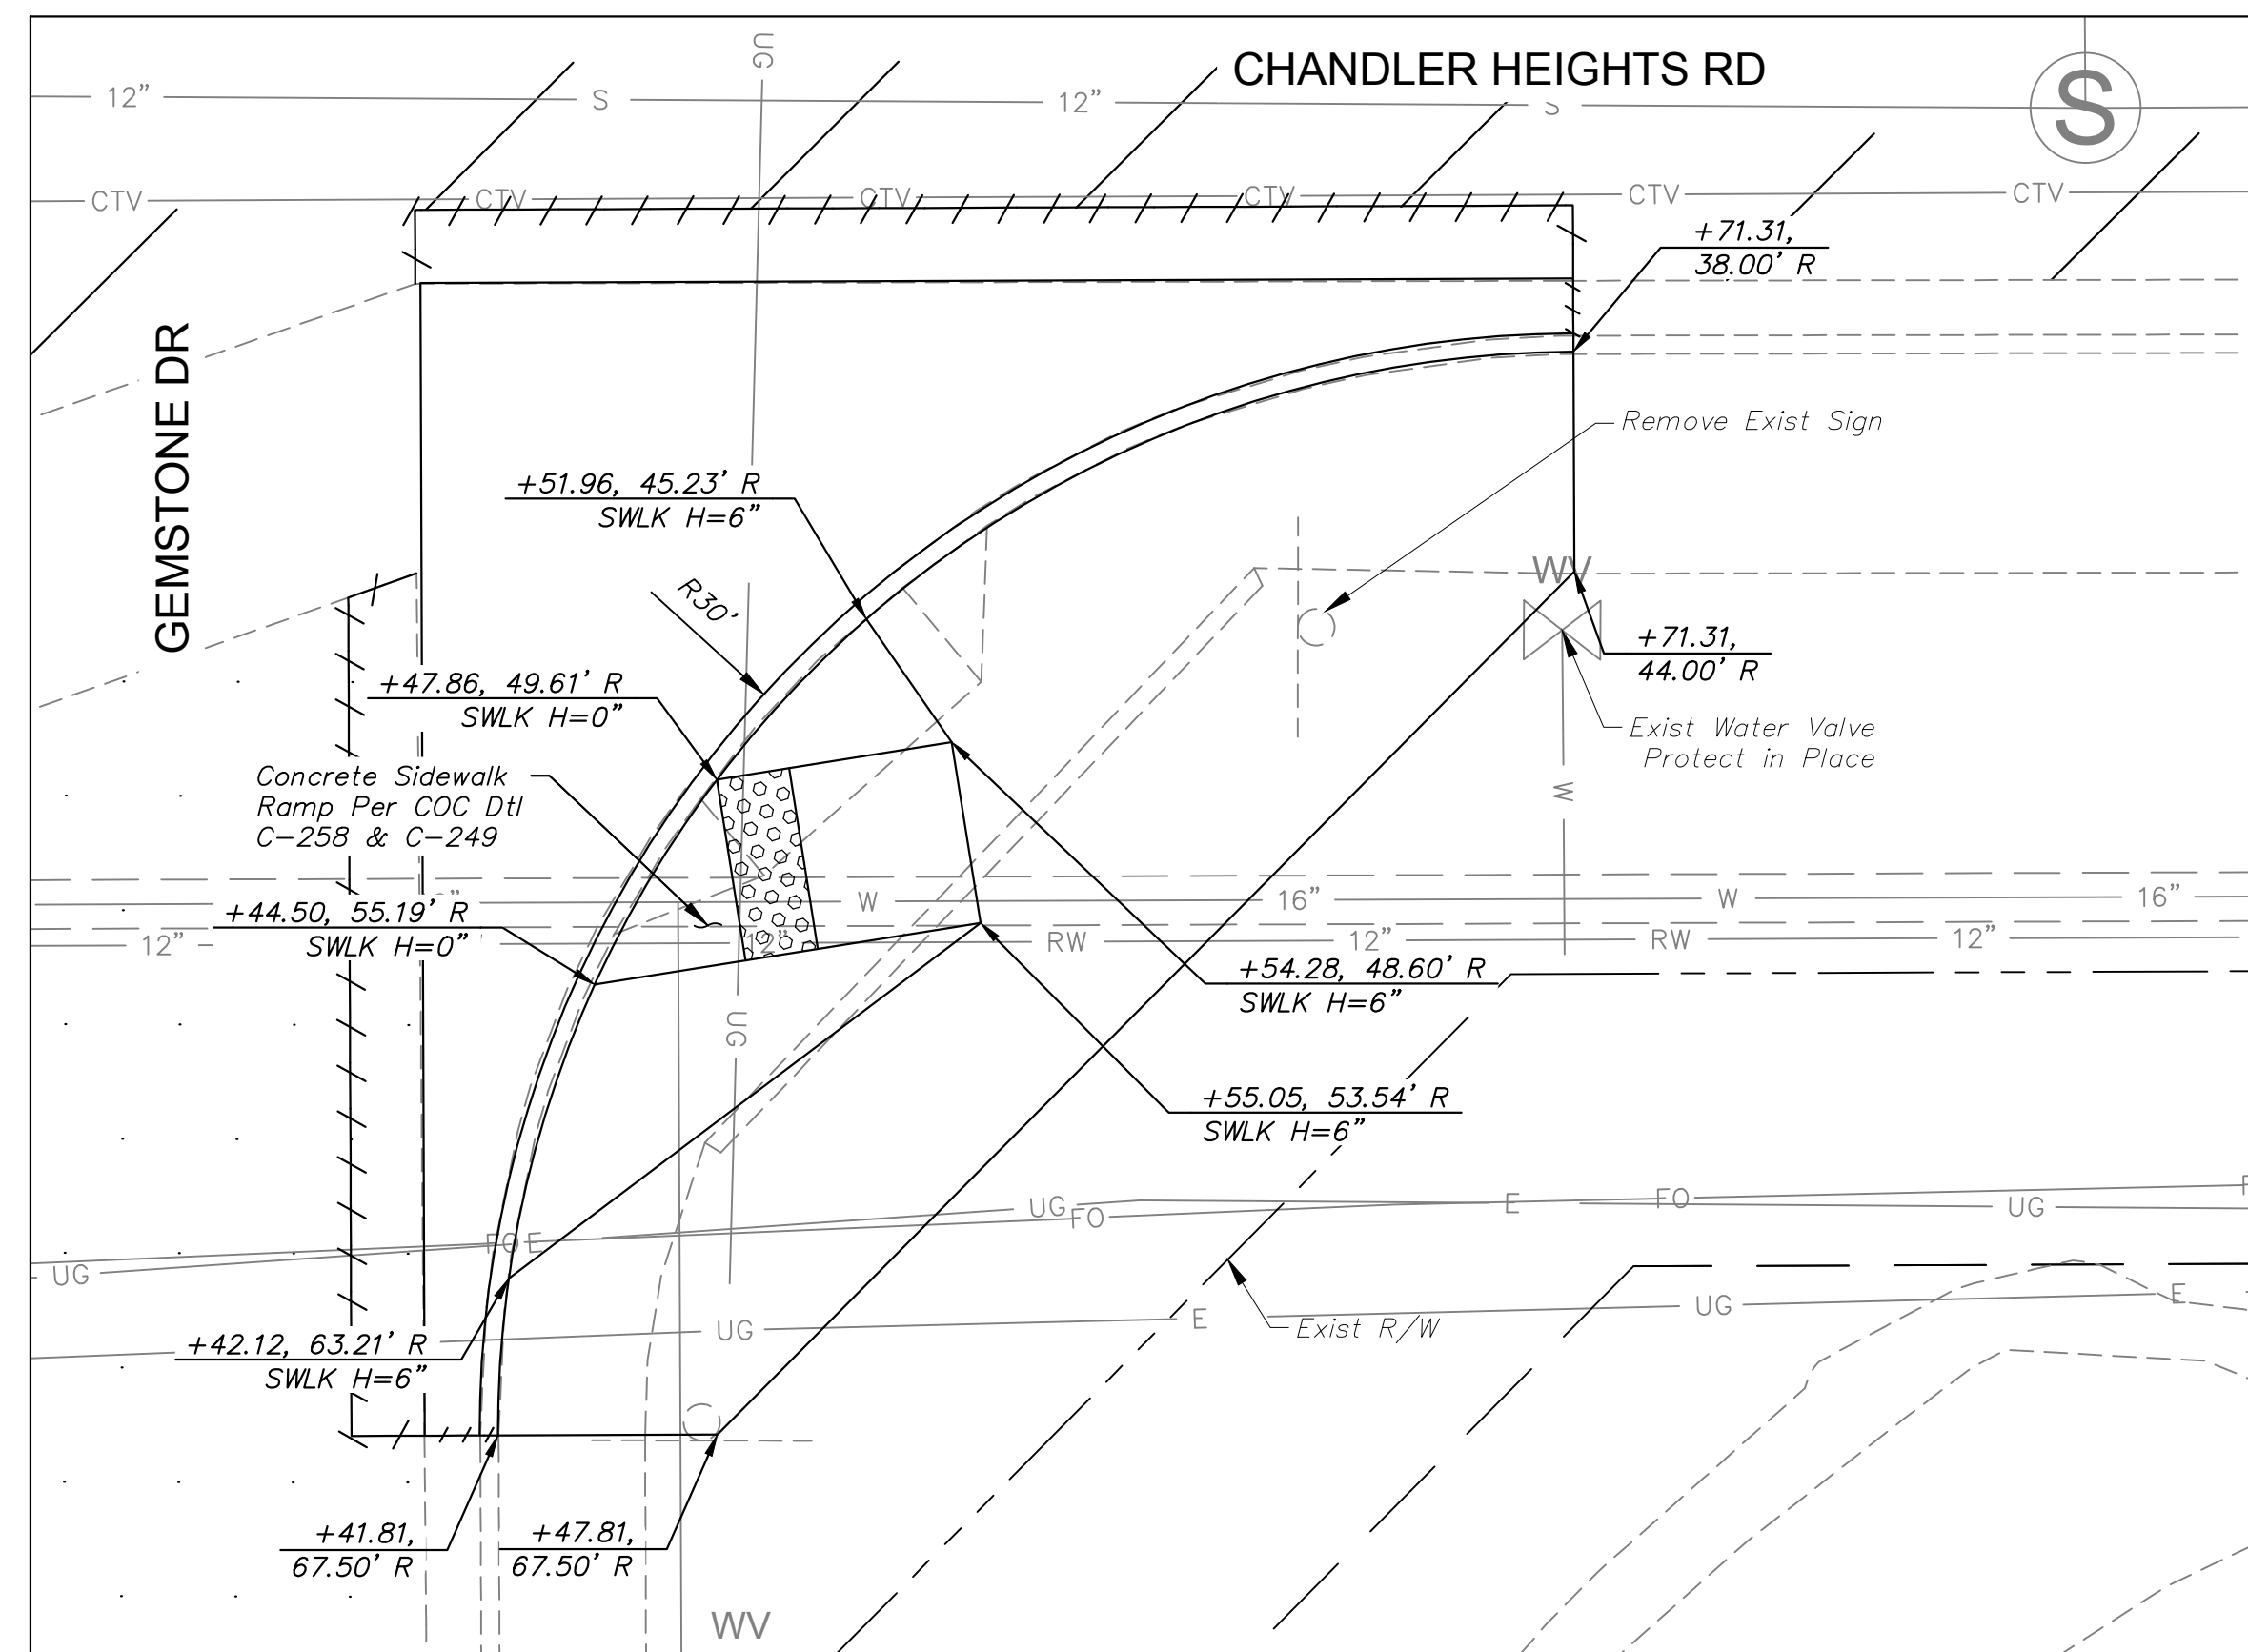 UG
CHANDLER HEIGHTS RD
12”
S
12”
S
S
CTV
CTV
CTV
CTV
CTV
CTV
+71.31,
38.00’ R
GEMSTONE DR
Remove Exist Sign
+51.96, 45.23’ R
SWLK H=6”
R30’
WV
+71.31,
44.00’ R
+47.86, 49.61’ R
SWLK H=0”
Exist Water Valve
Protect in Place
Concrete Sidewalk
Ramp Per COC Dtl
C-258 & C-249
W
W
16”
W
16”
+44.50, 55.19’ R
SWLK H=0”
12”
12”
RW
12”
RW
12”
+54.28, 48.60’ R
SWLK H=6”
UG
+55.05, 53.54’ R
SWLK H=6”
UG
FO
E
FO
UG
FO E
UG
UG
E
UG
E
Exist R/W
+42.12, 63.21’ R
SWLK H=6”
+41.81,
67.50’ R
+47.81,
67.50’ R
WV